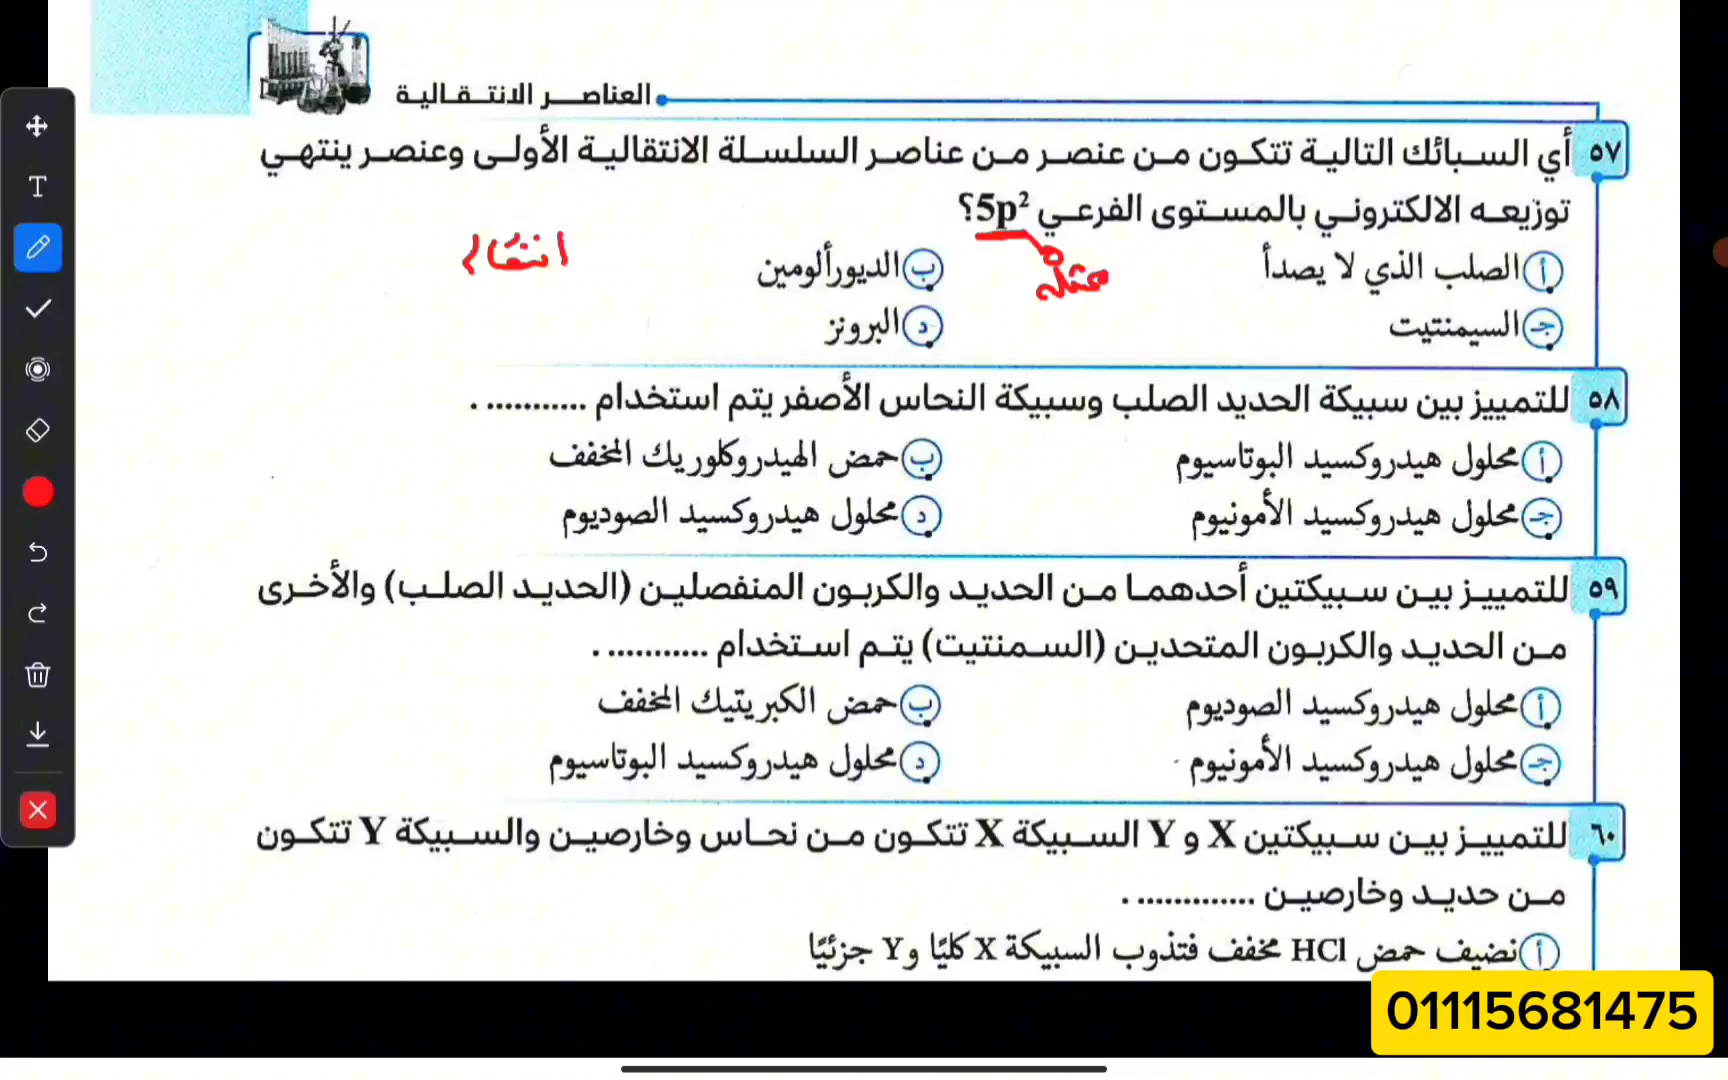 العناصر الانتقالية
٥٧ أي السبائك التالية تتكون من عنصر من عناصر السلسلة الانتقالية الأولى وعنصر ينتهي
توزيعه الالكتروني بالمستوى الفرعي 5p²؟
أ الصلب الذي لا يصدأ ب الديورألومين
ج السيمنتيت د البرونز
٥٨ للتمييز بين سبيكة الحديد الصلب وسبيكة النحاس الأصفر يتم استخدام ........... .
أ محلول هيدروكسيد البوتاسيوم ب حمض الهيدروكلوريك المخفف
ج محلول هيدروكسيد الأمونيوم د محلول هيدروكسيد الصوديوم
٥٩ للتمييز بين سبيكتين أحدهما من الحديد والكربون المنفصلين (الحديد الصلب) والأخرى
من الحديد والكربون المتحدين (السمنتيت) يتم استخدام ........... .
أ محلول هيدروكسيد الصوديوم ب حمض الكبريتيك المخفف
ج محلول هيدروكسيد الأمونيوم د محلول هيدروكسيد البوتاسيوم
٦٠ للتمييز بين سبيكتين X و Y السبيكة X تتكون من نحاس وخارصين والسبيكة Y تتكون
من حديد وخارصين ............. .
أ نضيف حمض HCl مخفف فتذوب السبيكة X كليًا و Y جزئيًا
01115681475